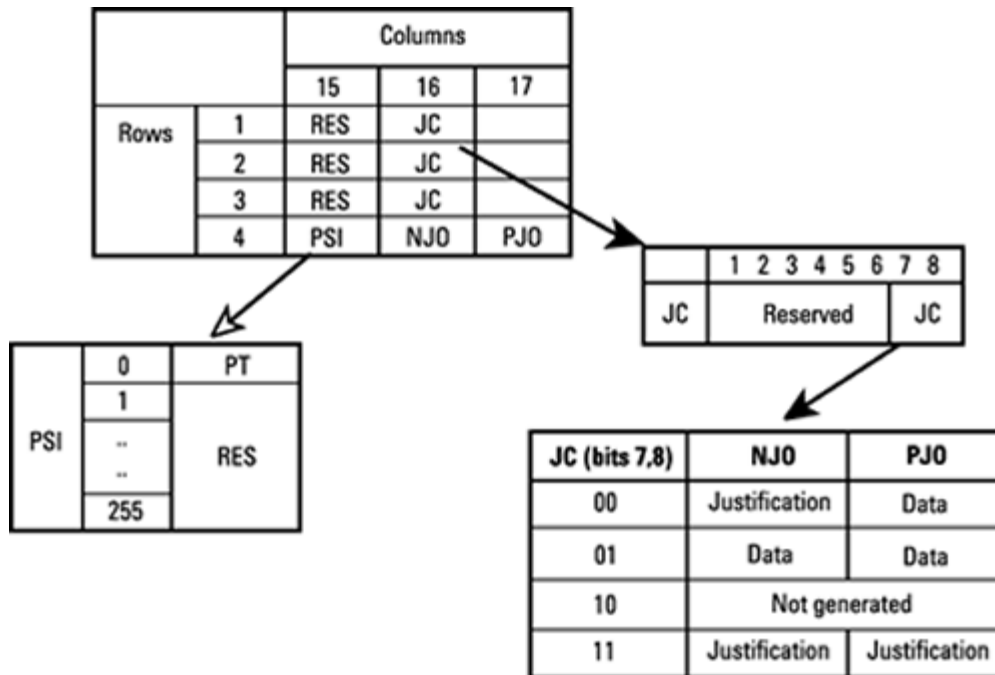 Columns
15 16 17
Rows 1 RES JC
2 RES JC
3 RES JC
4 PSI NJO PJO
1 2 3 4 5 6 7 8
JC Reserved JC
PSI 0 PT
1
..
RES
..
255
JC (bits 7,8) NJO PJO
00 Justification Data
01 Data Data
10 Not generated
11 Justification Justification